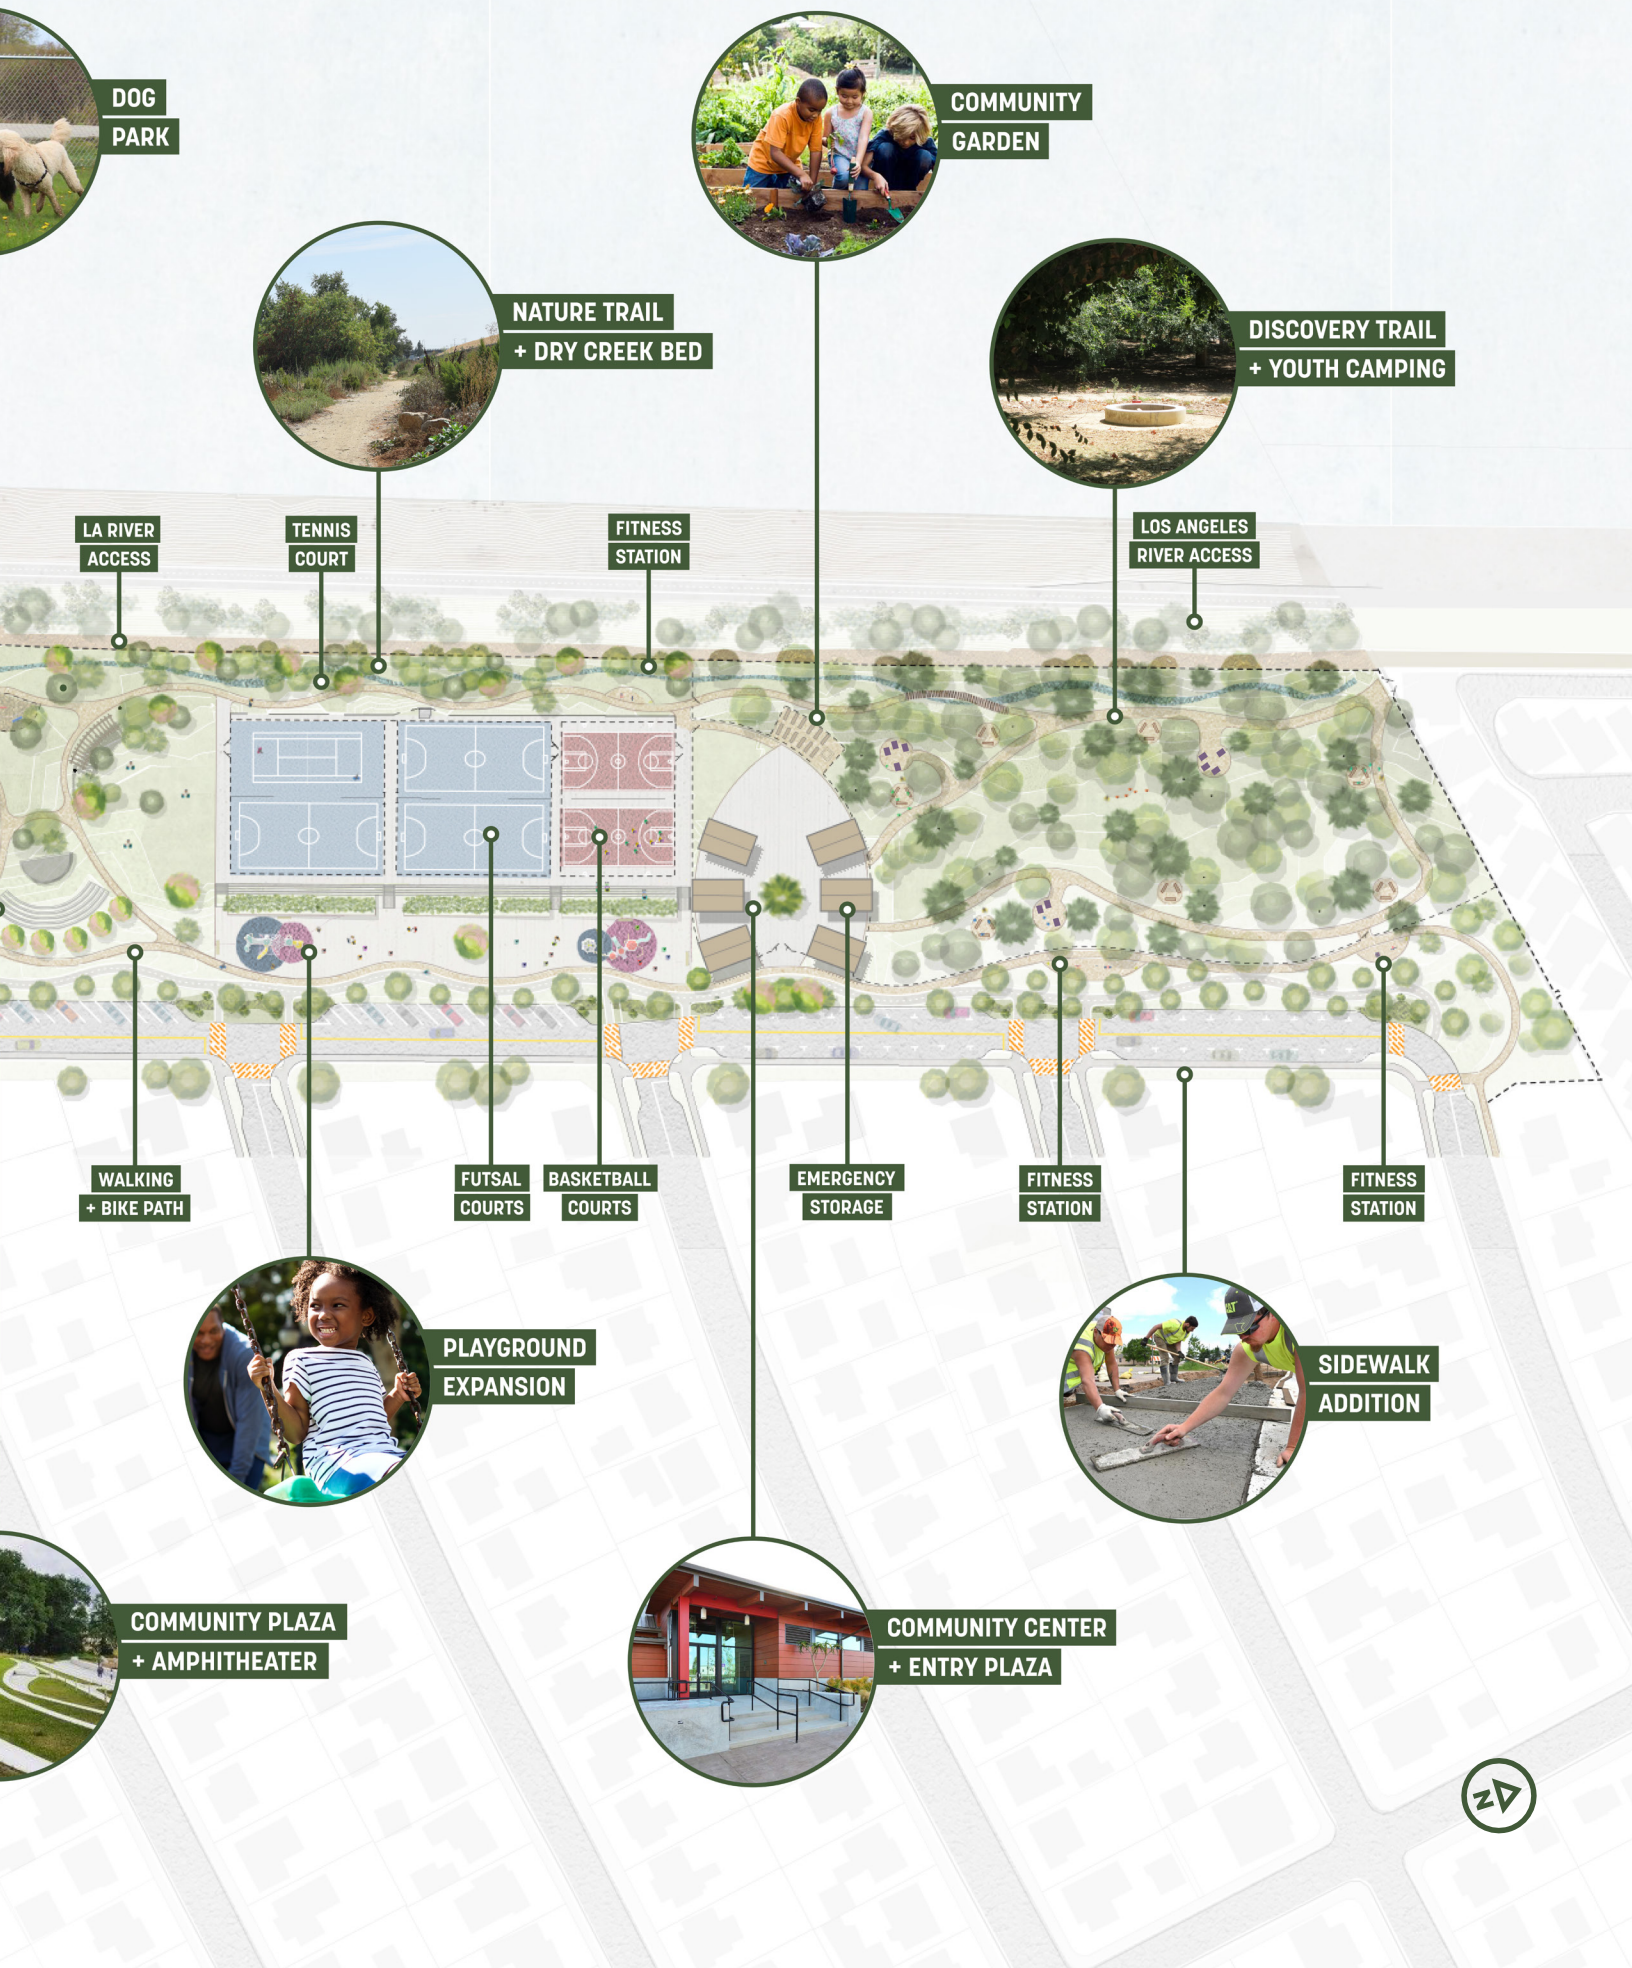 DOG
PARK
COMMUNITY
GARDEN
NATURE TRAIL
+ DRY CREEK BED
DISCOVERY TRAIL
+ YOUTH CAMPING
LA RIVER
ACCESS
TENNIS
COURT
FITNESS
STATION
LOS ANGELES
RIVER ACCESS
WALKING
+ BIKE PATH
FUTSAL
COURTS
BASKETBALL
COURTS
EMERGENCY
STORAGE
FITNESS
STATION
FITNESS
STATION
PLAYGROUND
EXPANSION
CAT
SIDEWALK
ADDITION
COMMUNITY PLAZA
+ AMPHITHEATER
COMMUNITY CENTER
+ ENTRY PLAZA
N